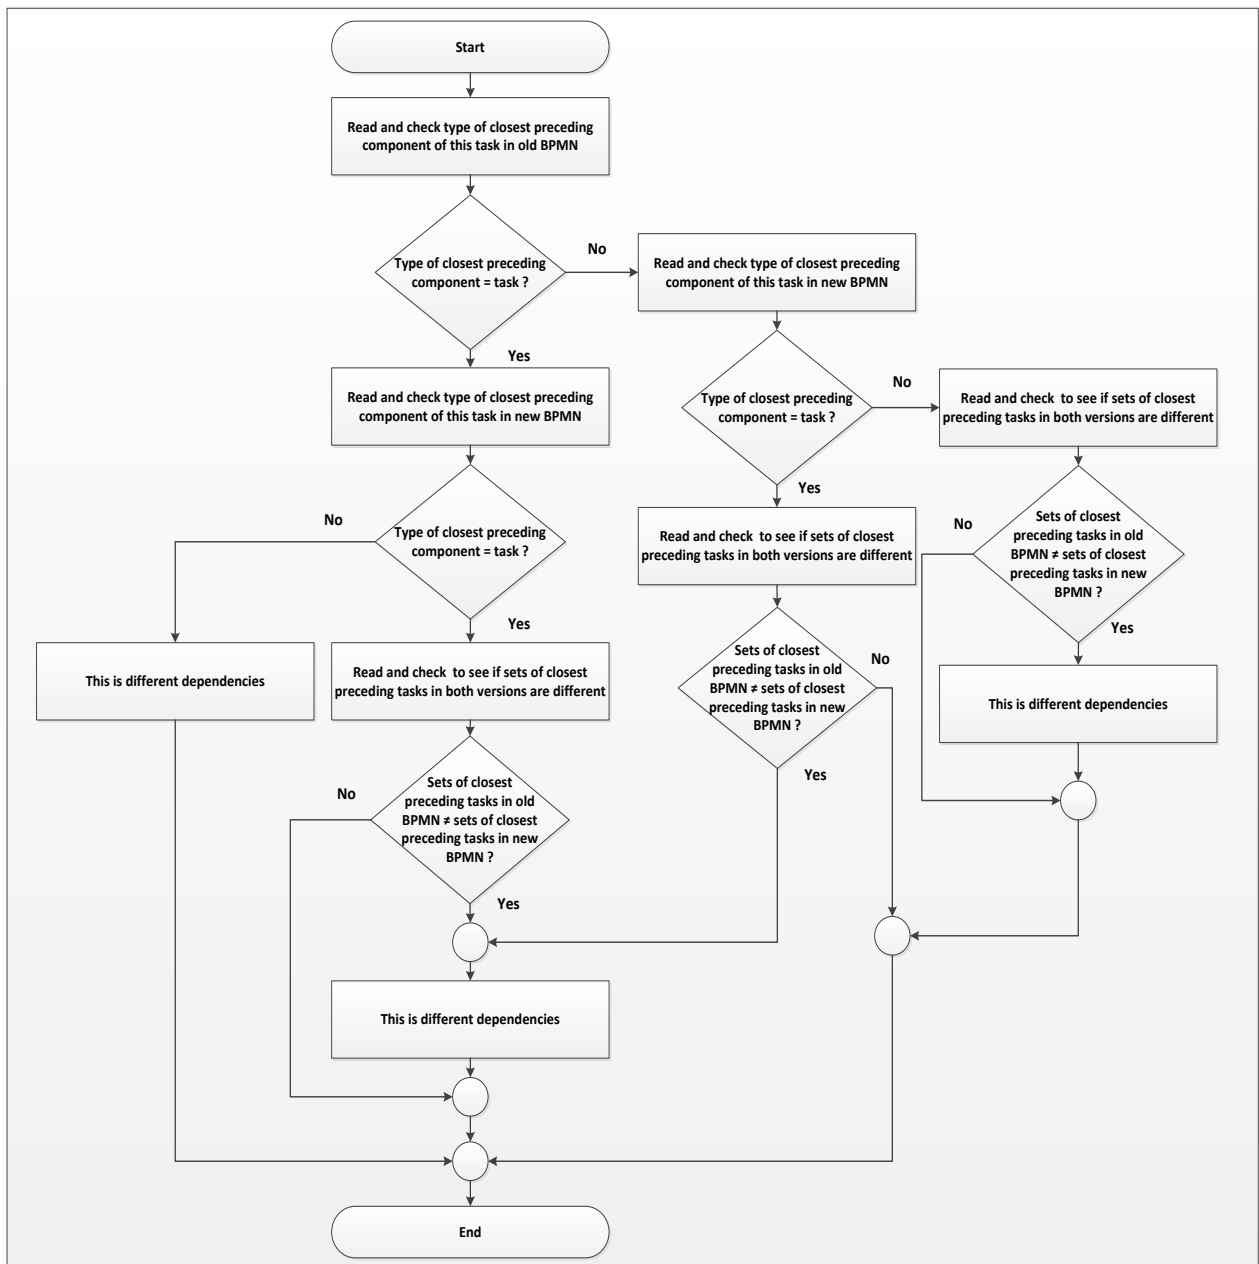 Start
Read and check type of closest preceding
component of this task in old BPMN
Type of closest preceding
component = task ?
No
Read and check type of closest preceding
component of this task in new BPMN
Yes
Read and check type of closest preceding
component of this task in new BPMN
Type of closest preceding
component = task ?
No
Read and check  to see if sets of closest
preceding tasks in both versions are different
Yes
Type of closest preceding
component = task ?
No
Read and check  to see if sets of closest
preceding tasks in both versions are different
Sets of closest
preceding tasks in old
BPMN ≠ sets of closest
preceding tasks in new
BPMN ?
No
Yes
Yes
This is different dependencies
Read and check  to see if sets of closest
preceding tasks in both versions are different
Sets of closest
preceding tasks in old
BPMN ≠ sets of closest
preceding tasks in new
BPMN ?
No
This is different dependencies
Yes
Sets of closest
preceding tasks in old
BPMN ≠ sets of closest
preceding tasks in new
BPMN ?
No
Yes
This is different dependencies
End